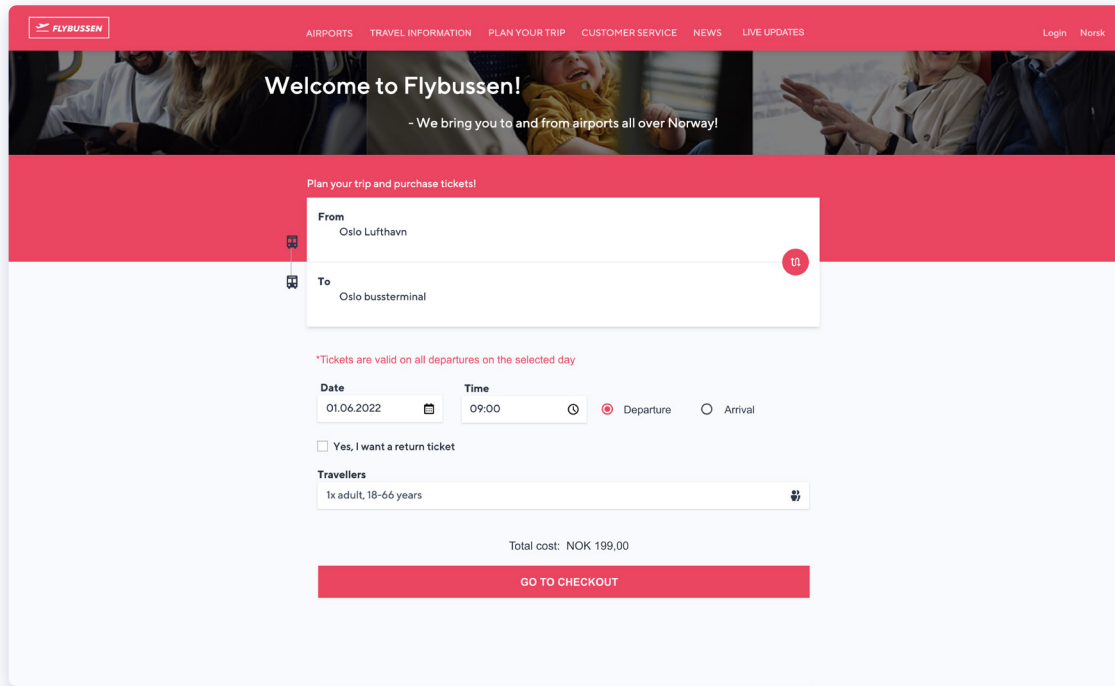 FLYBUSSEN
AIRPORTS TRAVEL INFORMATION PLAN YOUR TRIP CUSTOMER SERVICE NEWS LIVE UPDATES Login Norsk
Welcome to Flybussen!
- We bring you to and from airports all over Norway!
Plan your trip and purchase tickets!
From
Oslo Lufthavn
To
Oslo bussterminal
*Tickets are valid on all departures on the selected day
Date Time
01.06.2022 09:00 Departure Arrival
Yes, I want a return ticket
Travellers
1x adult, 18-66 years
Total cost: NOK 199,00
GO TO CHECKOUT